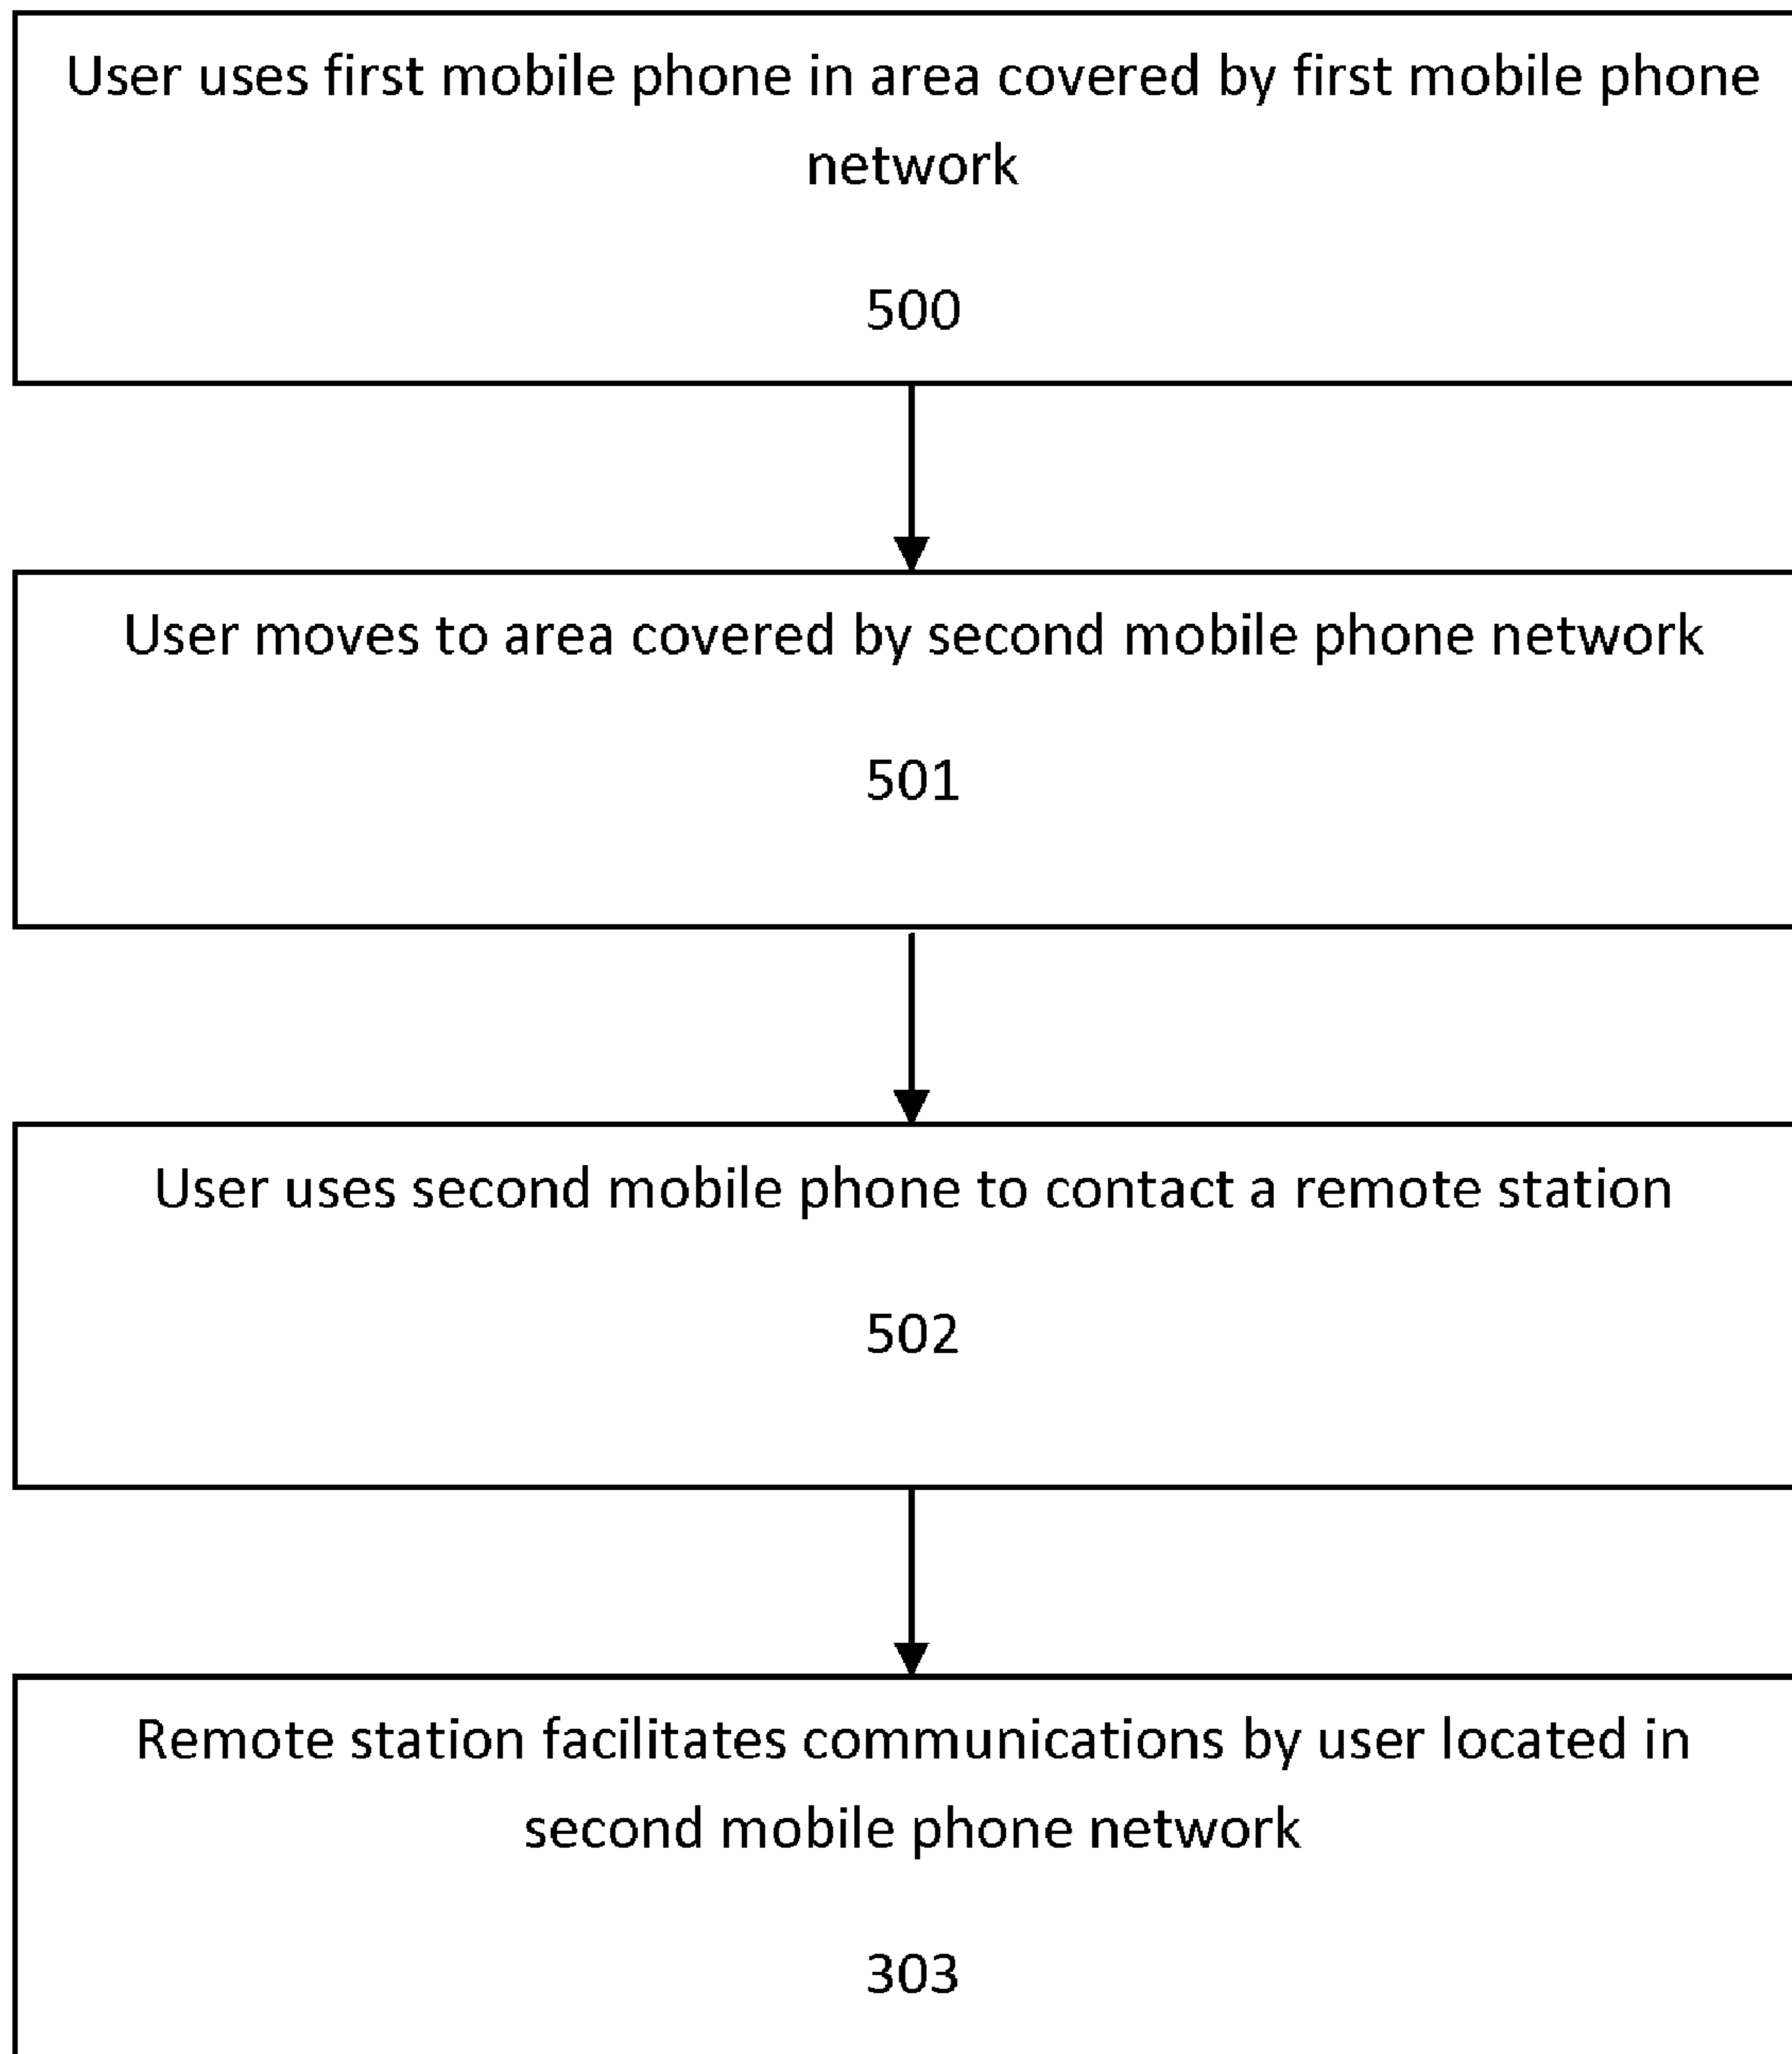 User uses first mobile phone in area covered by first mobile phone
network
500
User moves to area covered by second mobile phone network
501
User uses second mobile phone to contact a remote station
502
Remote station facilitates communications by user located in
second mobile phone network
303